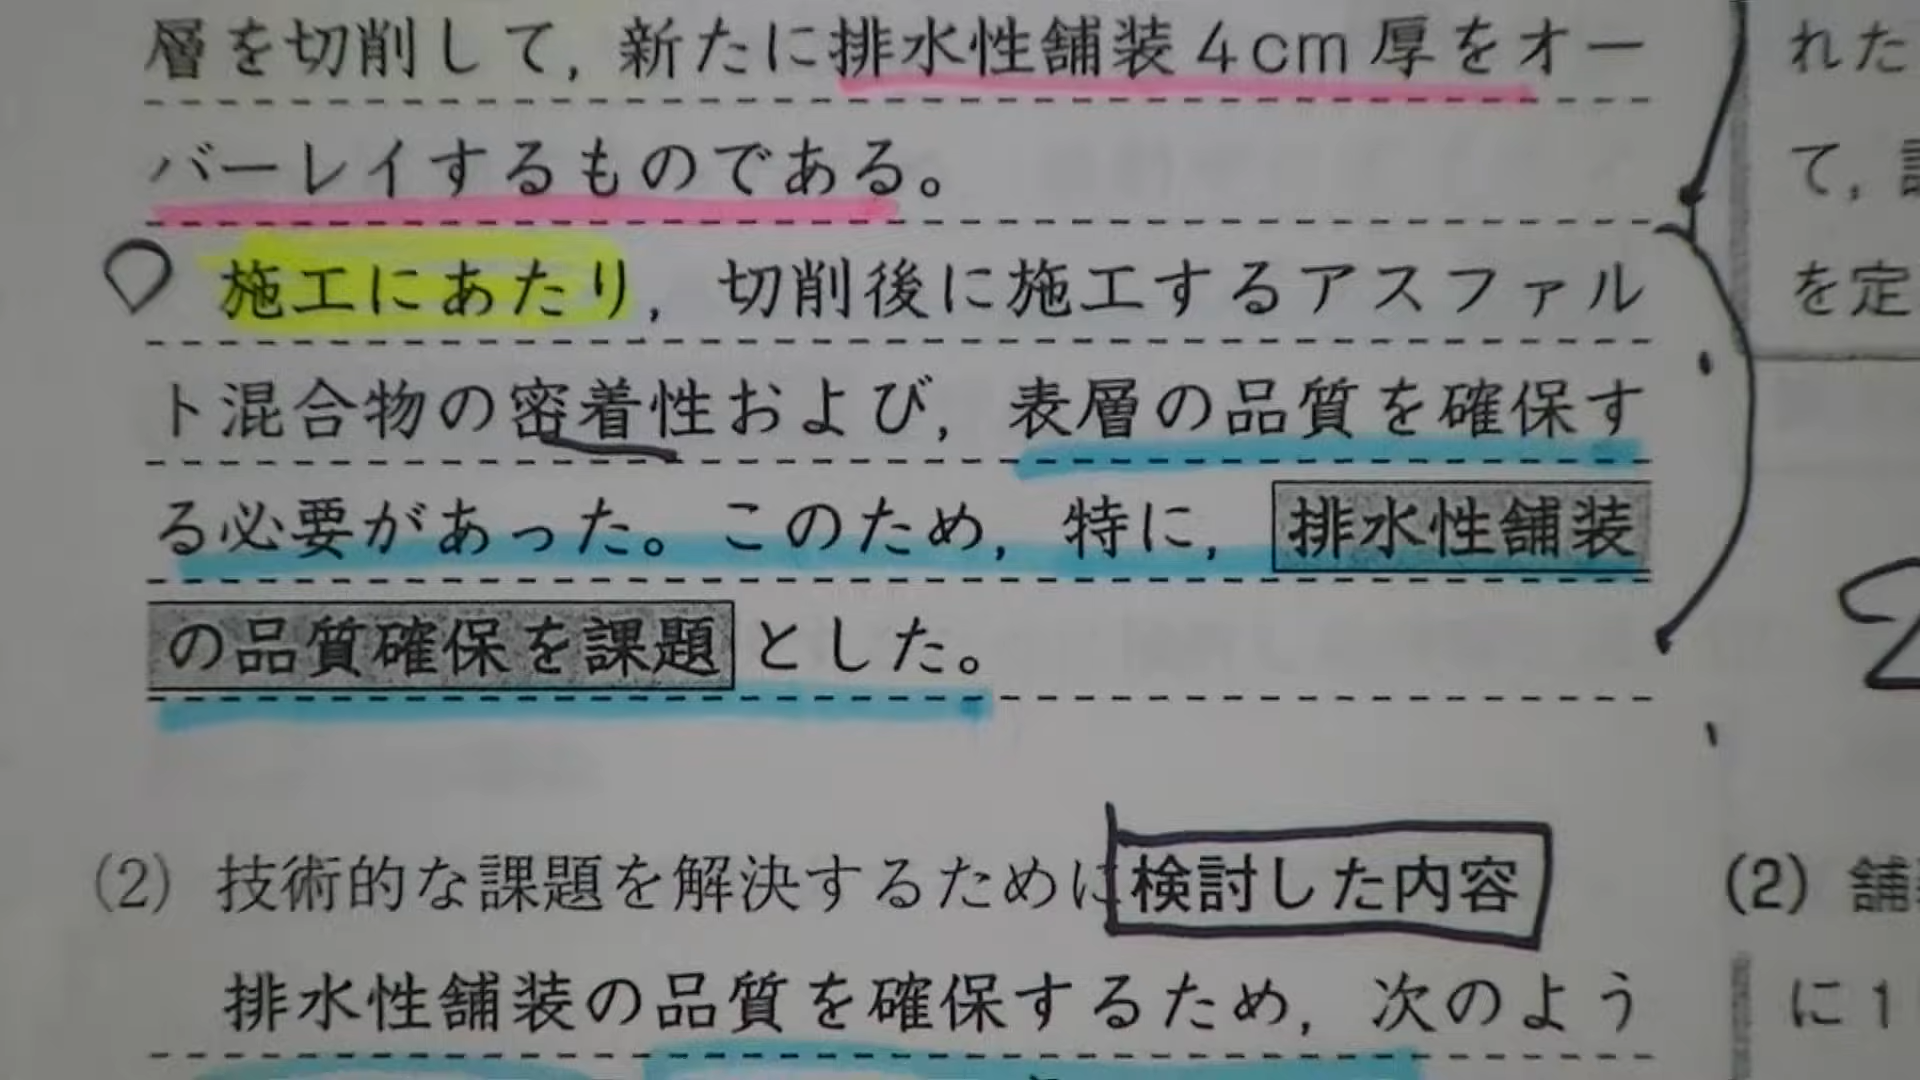 層を切削して，新たに排水性舗装4cm厚をオー
バーレイするものである。
施工にあたり，切削後に施工するアスファル
ト混合物の密着性および，表層の品質を確保す
る必要があった。このため，特に，排水性舗装
の品質確保を課題とした。
(2) 技術的な課題を解決するために検討した内容
排水性舗装の品質を確保するため，次のよう
れた
て，
を定
(2) 舗
に1